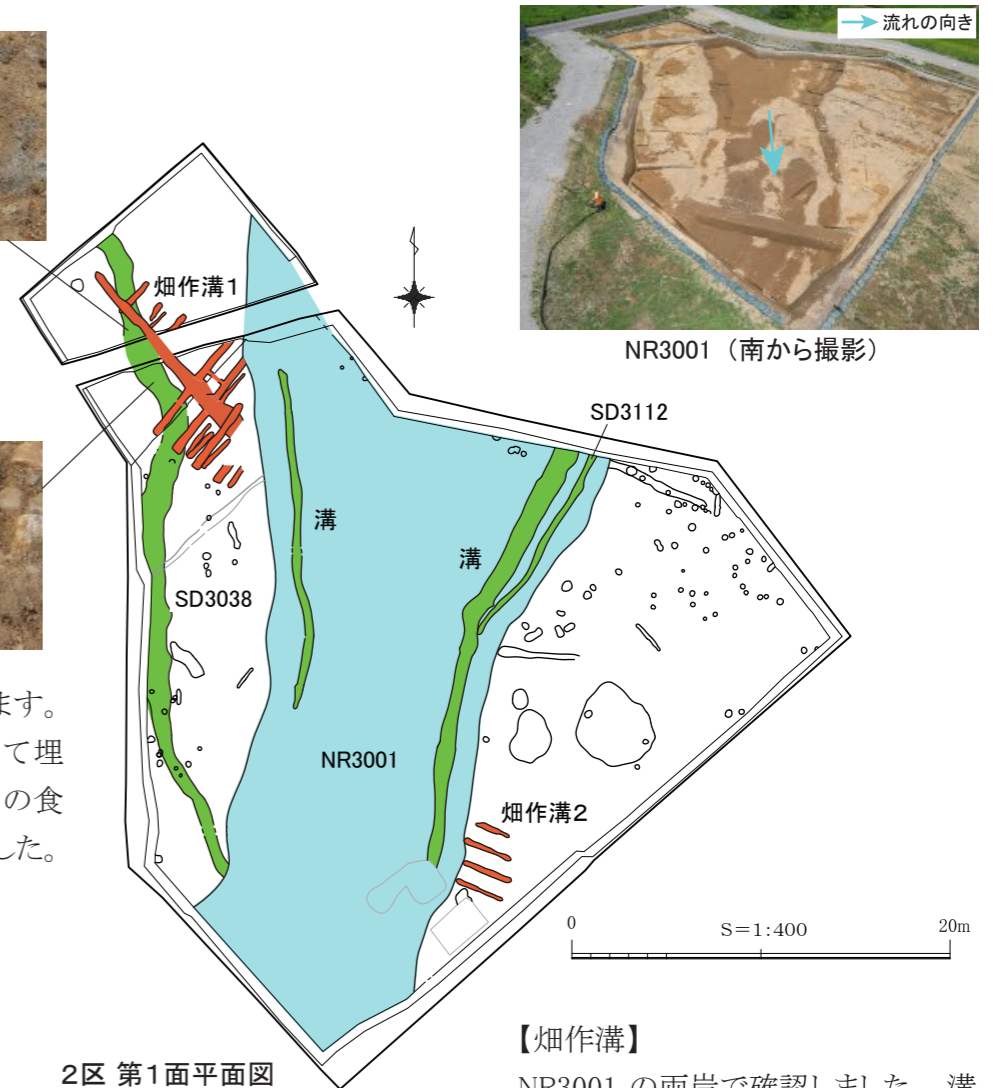 流れの向き
NR3001（南から撮影）
畑作溝1
SD3112
溝
溝
SD3038
NR3001
畑作溝2
ます。
て埋
の食
した。
0 S=1:400 20m
2区 第1面平面図
【畑作溝】
NR3001 の両岸で確認しました。溝